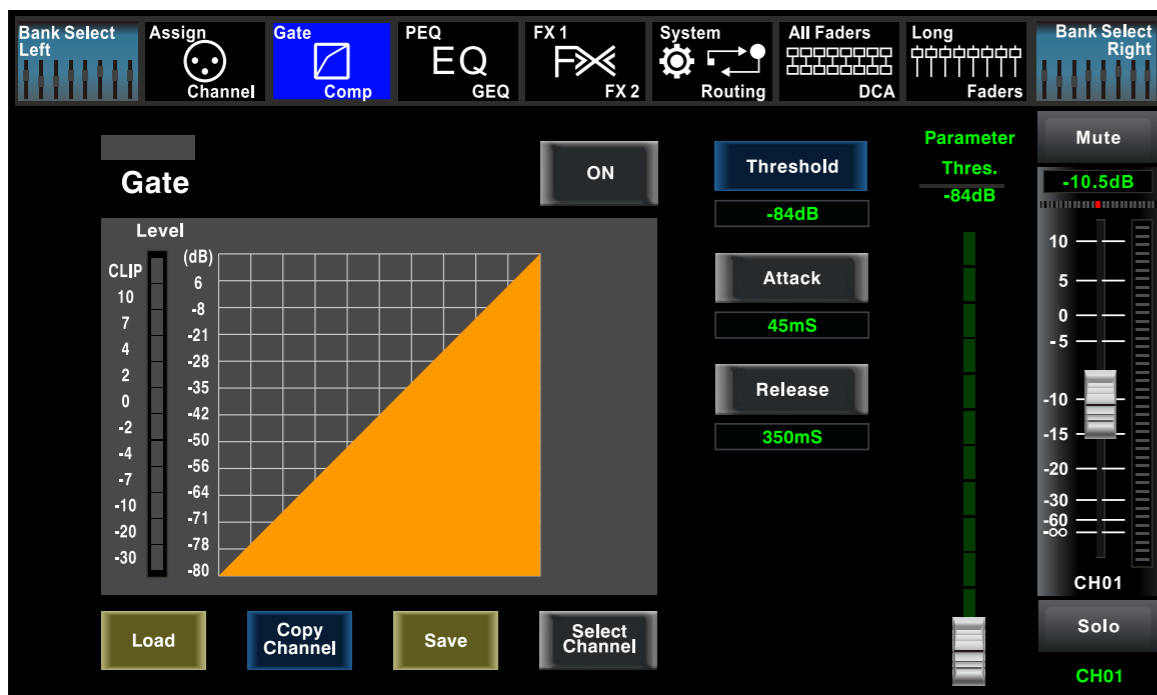 Bank Select
Left
Assign
Channel
Gate
Comp
PEQ
EQ
GEQ
FX 1
FX
FX 2
System
Routing
All Faders
DCA
Long
Faders
Bank Select
Right
Gate
ON
Level
CLIP
10
7
4
2
0
-2
-4
-7
-10
-20
-30
(dB)
6
-8
-21
-28
-35
-42
-50
-56
-64
-71
-78
-80
Load
Copy
Channel
Save
Select
Channel
Threshold
-84dB
Attack
45mS
Release
350mS
Parameter
Thres.
-84dB
Mute
-10.5dB
10
5
0
-5
-10
-15
-20
-30
-60
-∞
CH01
Solo
CH01